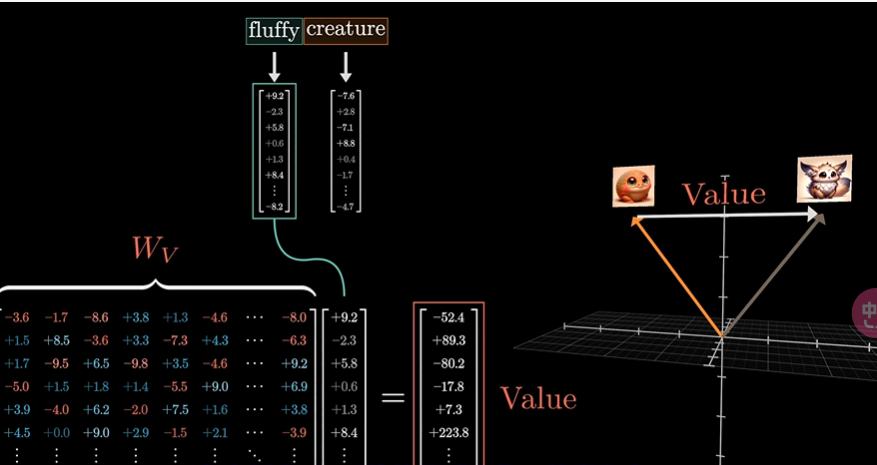 fluffy creature
+9.2 −7.6
−2.3 +2.8
+5.8 −7.1
+0.6 +8.8
+1.3 +0.4
+8.4 −1.7
⋮ ⋮
−8.2 −4.7
Value
W_V
−3.6 −1.7 −8.6 +3.8 +1.3 −4.6 ⋯ −8.0 +9.2 −52.4
+1.5 +8.5 −3.6 +3.3 −7.3 +4.3 ⋯ −6.3 −2.3 +89.3
+1.7 −9.5 +6.5 −9.8 +3.5 −4.6 ⋯ +9.2 +5.8 −80.2
−5.0 +1.5 +1.8 +1.4 −5.5 +9.0 ⋯ +6.9 +0.6 = −17.8 Value
+3.9 −4.0 +6.2 −2.0 +7.5 +1.6 ⋯ +3.8 +1.3 +7.3
+4.5 +0.0 +9.0 +2.9 −1.5 +2.1 ⋯ −3.9 +8.4 +223.8
⋮ ⋮ ⋮ ⋮ ⋮ ⋮ ⋱ ⋮ ⋮ ⋮